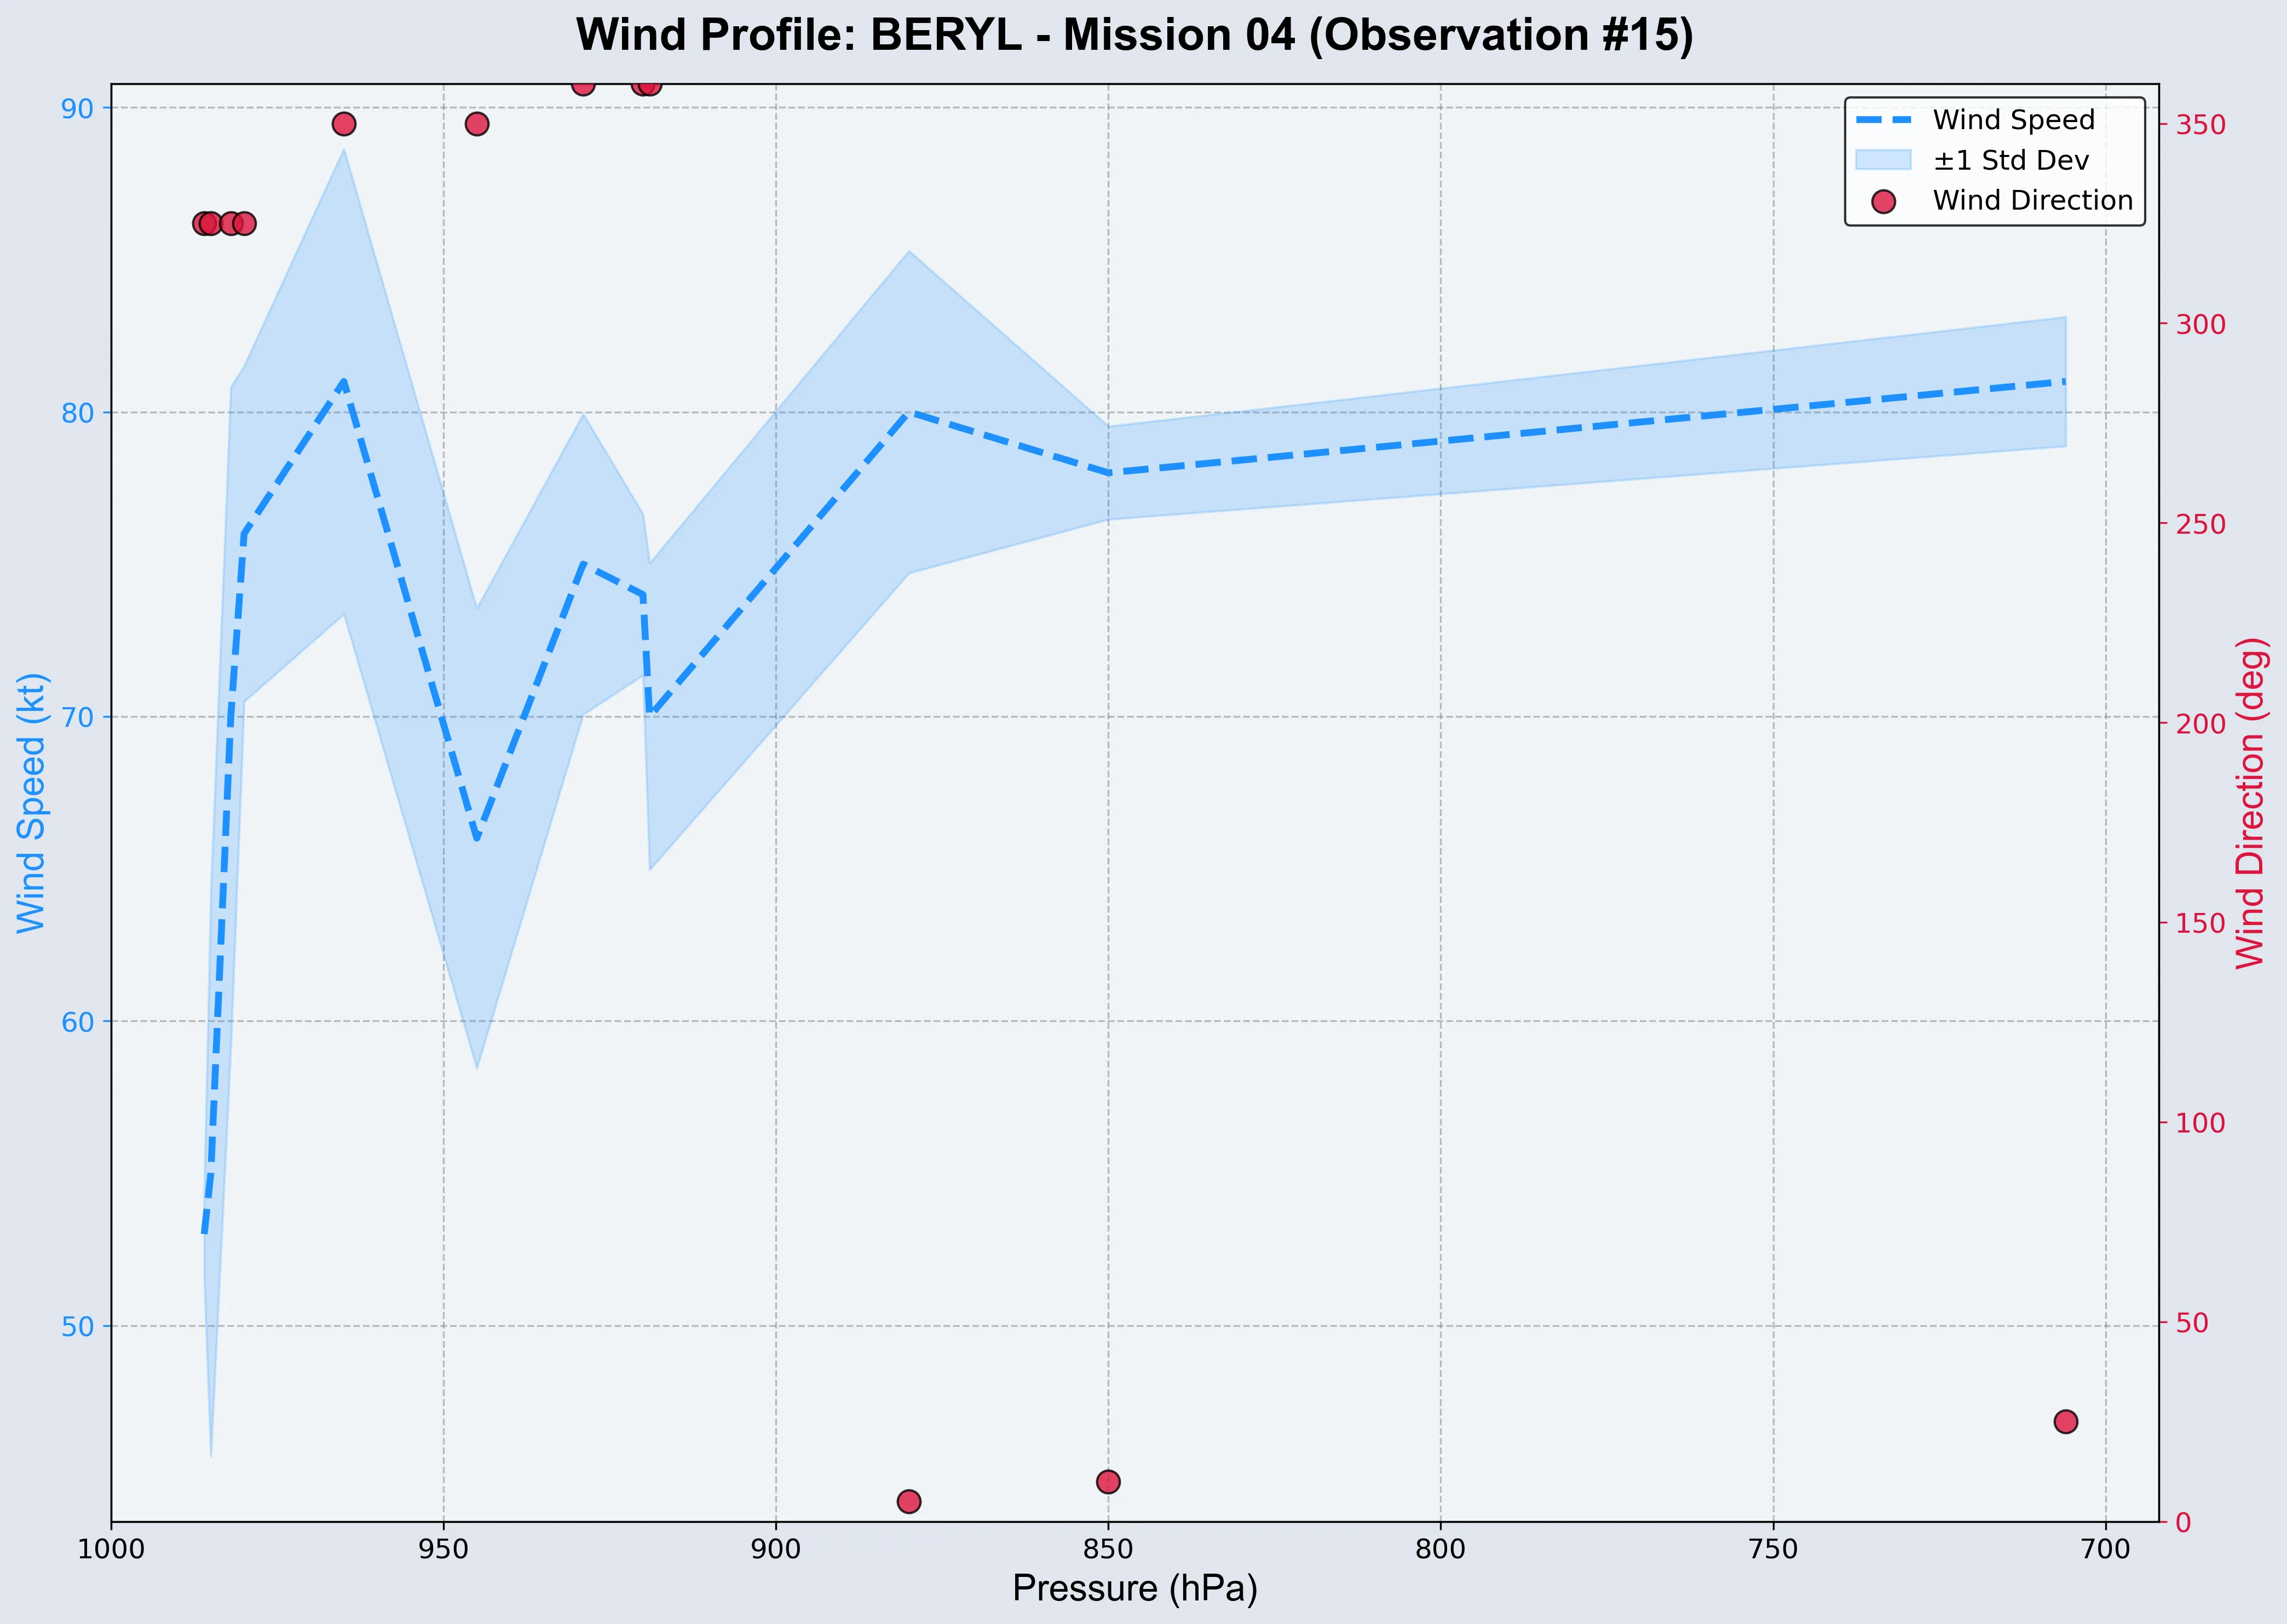 Wind Profile: BERYL - Mission 04 (Observation #15)
Wind Speed
±1 Std Dev
Wind Direction
Wind Speed (kt)
90
80
70
60
50
350
300
250
200
150
100
50
0
Wind Direction (deg)
1000
950
900
850
800
750
700
Pressure (hPa)